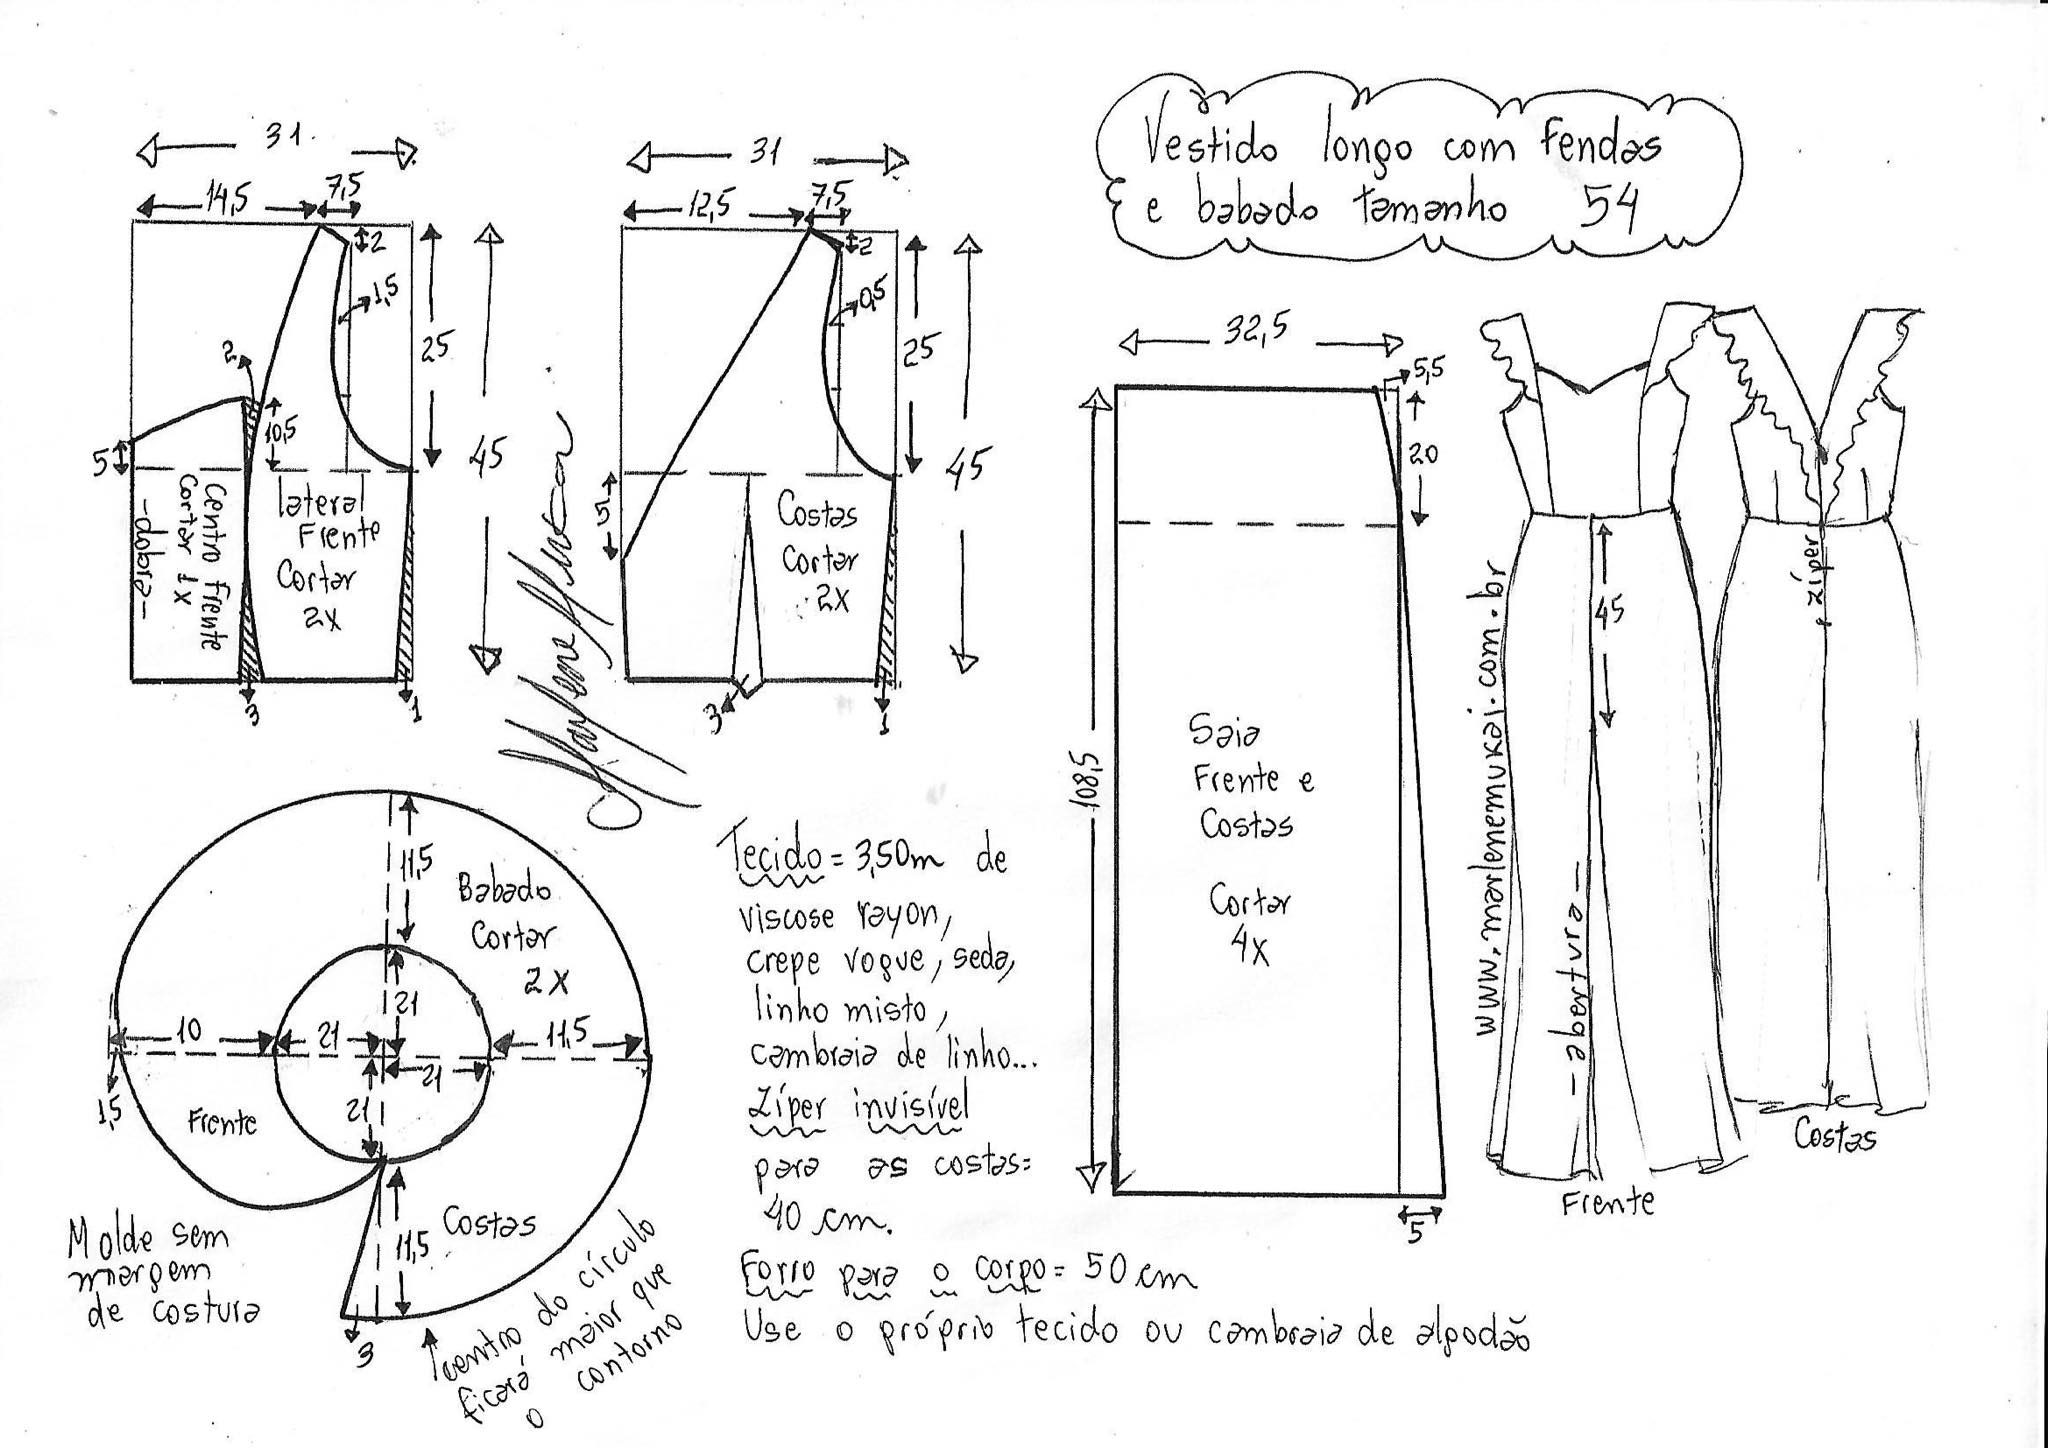 Vestido longo com fendas
e babado tamanho 54
31
14,5
7,5
2
1,5
25
45
2
10,5
5
Centro frente
Cortar 1x
-dobra-
lateral
Frente
Cortar
2x
3
1
31
12,5
7,5
2
0,5
25
45
5
Costas
Cortar
2x
3
1
32,5
5,5
20
108,5
Saia
Frente e
Costas
Cortar
4x
5
www.marlenemukai.com.br
45
-abertura-
Frente
zíper
Costas
11,5
Babado
Cortar
2x
21
10
21
11,5
21
21
1,5
Frente
Costas
11,5
3
centro do círculo
ficará maior que
o contorno
Molde sem
margem
de costura
Tecido = 3,50m de
viscose rayon,
crepe vogue, seda,
linho misto,
cambraia de linho...
Zíper invisível
para as costas=
40 cm.
Forro para o corpo = 50 cm
Use o próprio tecido ou cambraia de algodão